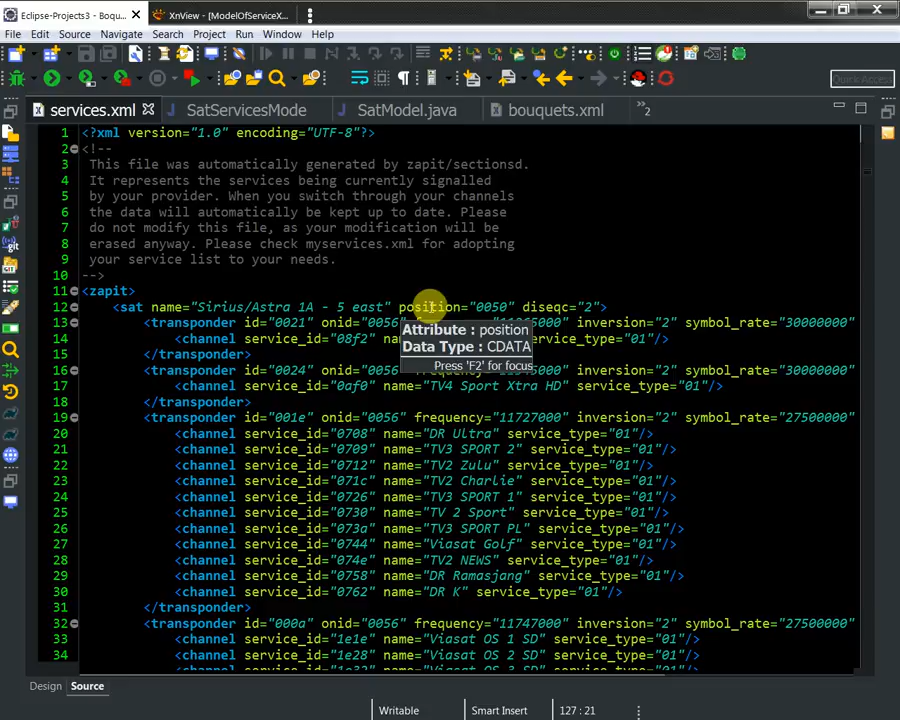 Eclipse-Projects3 - Boquet...
XnView - [ModelOfServiceX...
File Edit Source Navigate Search Project Run Window Help
Quick Access
services.xml
SatServicesMode
SatModel.java
bouquets.xml
»2
1 <?xml version="1.0" encoding="UTF-8"?>
2 <!--
3 This file was automatically generated by zapit/sectionsd.
4 It represents the services being currently signalled
5 by your provider. When you switch through your channels
6 the data will automatically be kept up to date. Please
7 do not modify this file, as your modification will be
8 erased anyway. Please check myservices.xml for adopting
9 your service list to your needs.
10 -->
11 <zapit>
12 <sat name="Sirius/Astra 1A - 5 east" position="0050" diseqc="2">
13 <transponder id="0021" onid="0056" inversion="2" symbol_rate="30000000"
14 <channel service_id="08f2" service_type="01"/>
15 </transponder>
16 <transponder id="0024" onid="0056 inversion="2" symbol_rate="30000000"
17 <channel service_id="0af0" name="TV4 Sport Xtra HD" service_type="01"/>
18 </transponder>
19 <transponder id="001e" onid="0056" frequency="11727000" inversion="2" symbol_rate="27500000"
20 <channel service_id="0708" name="DR Ultra" service_type="01"/>
21 <channel service_id="0709" name="TV3 SPORT 2" service_type="01"/>
22 <channel service_id="0712" name="TV2 Zulu" service_type="01"/>
23 <channel service_id="071c" name="TV2 Charlie" service_type="01"/>
24 <channel service_id="0726" name="TV3 SPORT 1" service_type="01"/>
25 <channel service_id="0730" name="TV 2 Sport" service_type="01"/>
26 <channel service_id="073a" name="TV3 SPORT PL" service_type="01"/>
27 <channel service_id="0744" name="Viasat Golf" service_type="01"/>
28 <channel service_id="074e" name="TV2 NEWS" service_type="01"/>
29 <channel service_id="0758" name="DR Ramasjang" service_type="01"/>
30 <channel service_id="0762" name="DR K" service_type="01"/>
31 </transponder>
32 <transponder id="000a" onid="0056" frequency="11747000" inversion="2" symbol_rate="27500000"
33 <channel service_id="1e1e" name="Viasat OS 1 SD" service_type="01"/>
34 <channel service_id="1e28" name="Viasat OS 2 SD" service_type="01"/>
Attribute : position
Data Type : CDATA
Press 'F2' for focus
Design Source
Writable Smart Insert 127 : 21